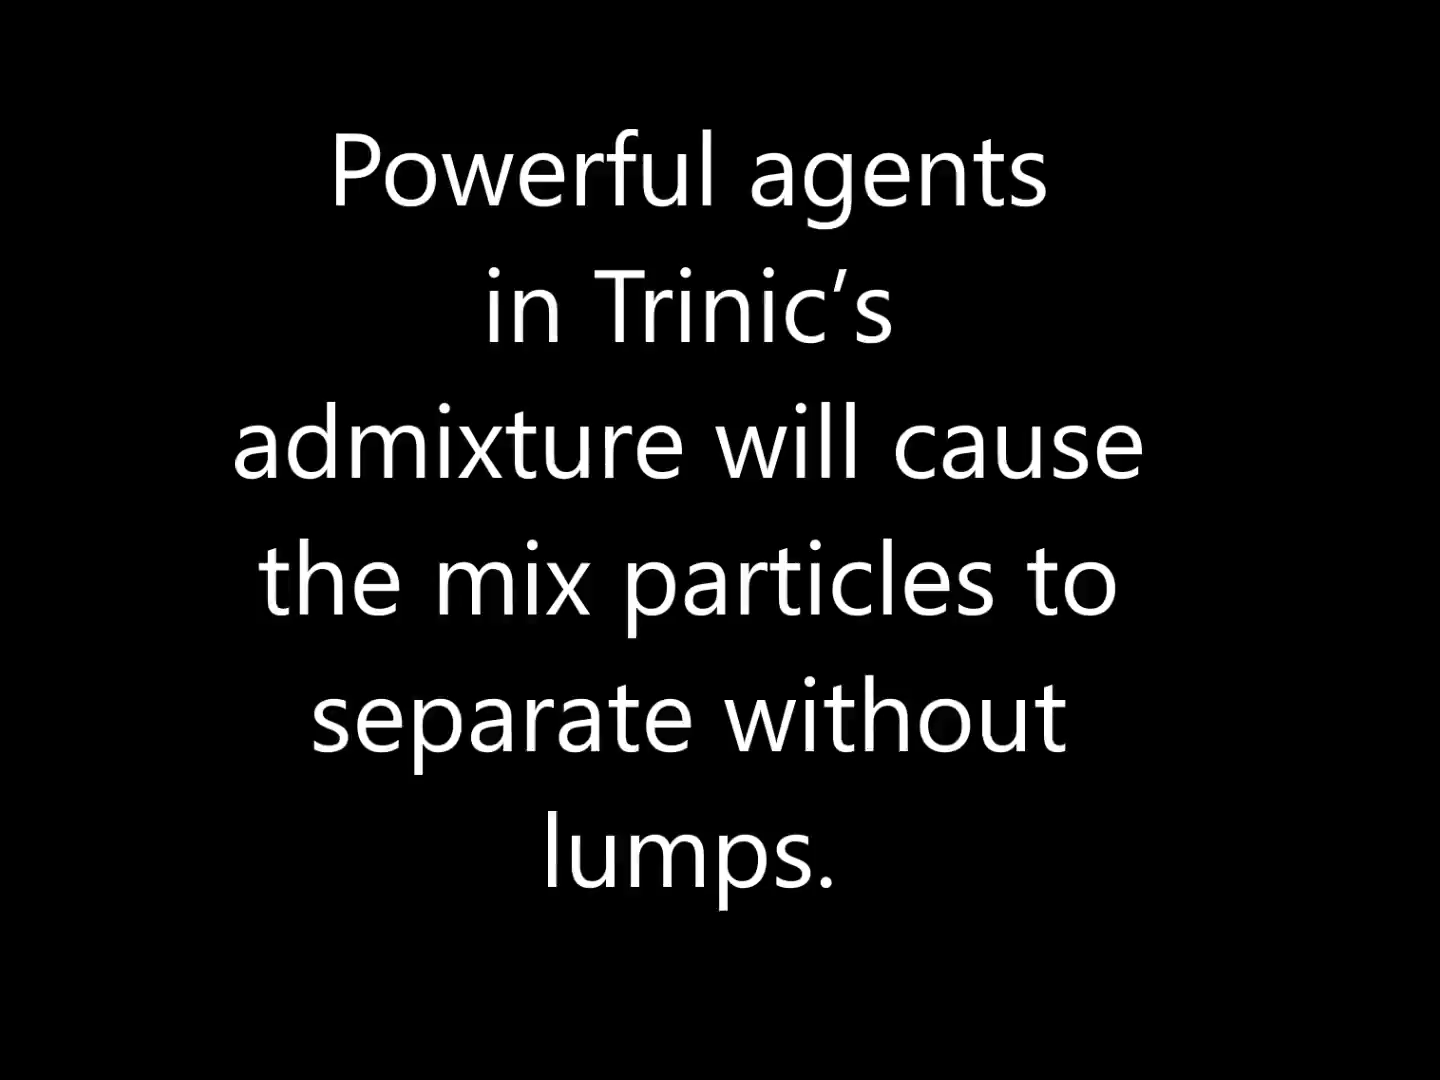 Powerful agents
in Trinic’s
admixture will cause
the mix particles to
separate without
lumps.